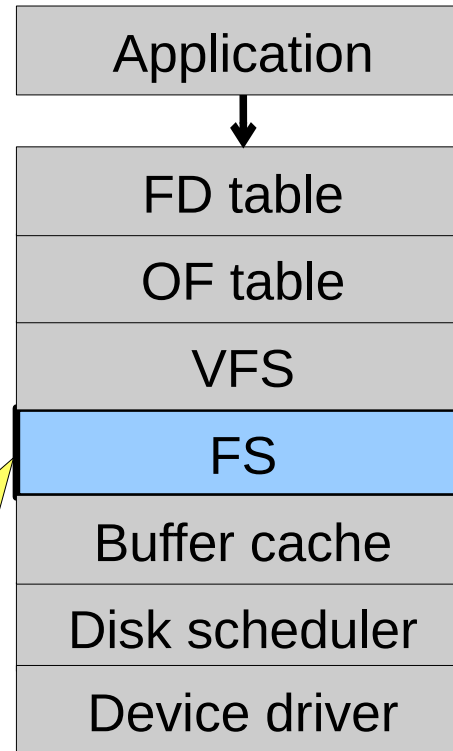 Application
FD table
OF table
VFS
FS
Buffer cache
Disk scheduler
Device driver